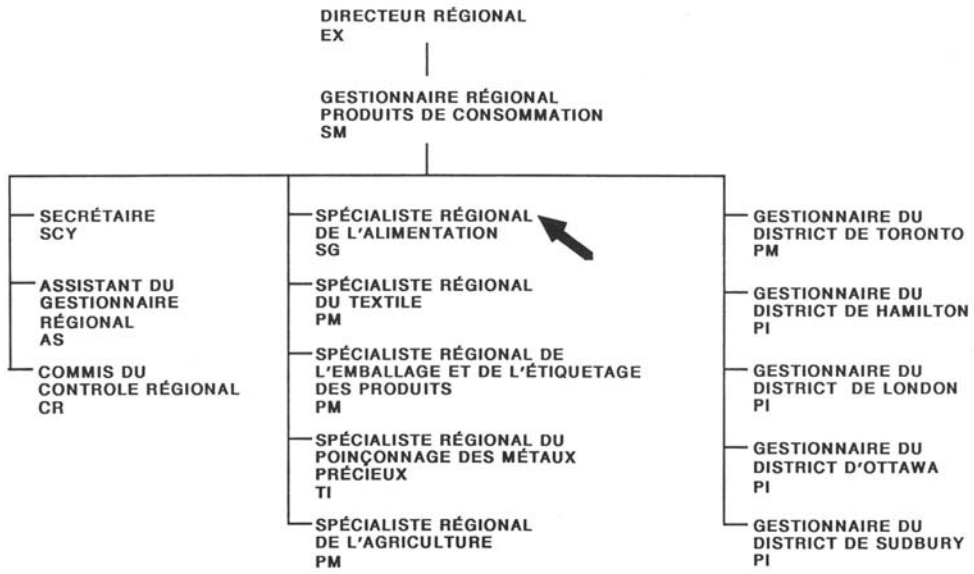 DIRECTEUR RÉGIONAL
EX
GESTIONNAIRE RÉGIONAL
PRODUITS DE CONSOMMATION
SM
SECRÉTAIRE
SCY
ASSISTANT DU
GESTIONNAIRE
RÉGIONAL
AS
COMMIS DU
CONTROLE RÉGIONAL
CR
SPÉCIALISTE RÉGIONAL
DE L'ALIMENTATION
SG
SPÉCIALISTE RÉGIONAL
DU TEXTILE
PM
SPÉCIALISTE RÉGIONAL DE
L'EMBALLAGE ET DE L'ÉTIQUETAGE
DES PRODUITS
PM
SPÉCIALISTE RÉGIONAL DU
POINÇONNAGE DES MÉTAUX
PRÉCIEUX
TI
SPÉCIALISTE RÉGIONAL
DE L'AGRICULTURE
PM
GESTIONNAIRE DU
DISTRICT DE TORONTO
PM
GESTIONNAIRE DU
DISTRICT DE HAMILTON
PI
GESTIONNAIRE DU
DISTRICT DE LONDON
PI
GESTIONNAIRE DU
DISTRICT D'OTTAWA
PI
GESTIONNAIRE DU
DISTRICT DE SUDBURY
PI